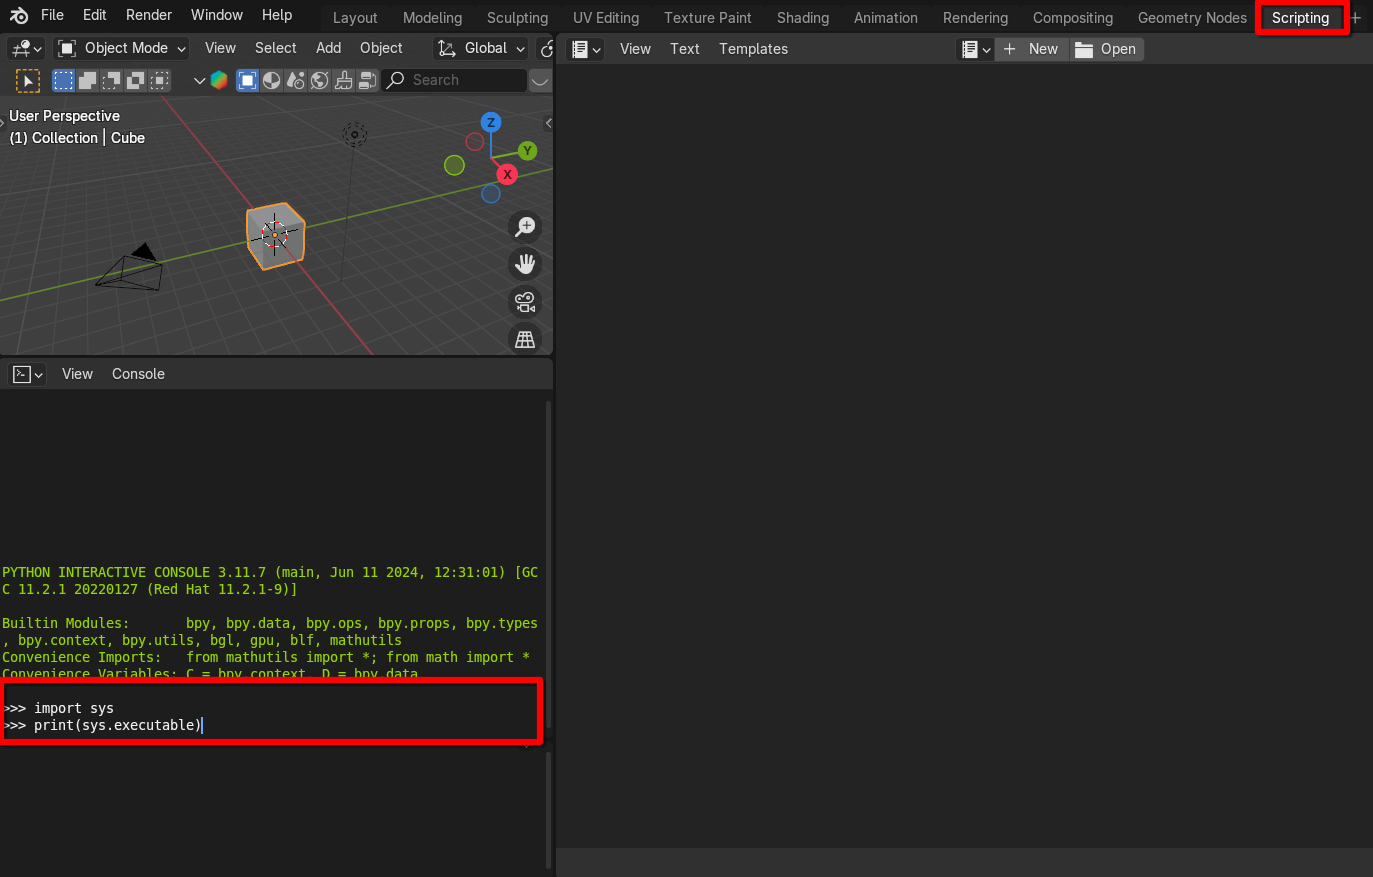 File Edit Render Window Help Layout Modeling Sculpting UV Editing Texture Paint Shading Animation Rendering Compositing Geometry Nodes Scripting +
Object Mode View Select Add Object Global
Search
User Perspective
(1) Collection | Cube
Z
Y
X
View Text Templates + New Open
View Console
PYTHON INTERACTIVE CONSOLE 3.11.7 (main, Jun 11 2024, 12:31:01) [GC
C 11.2.1 20220127 (Red Hat 11.2.1-9)]
Builtin Modules: bpy, bpy.data, bpy.ops, bpy.props, bpy.types
, bpy.context, bpy.utils, bgl, gpu, blf, mathutils
Convenience Imports: from mathutils import *; from math import *
Convenience Variables: C = bpy.context, D = bpy.data
>>> import sys
>>> print(sys.executable)